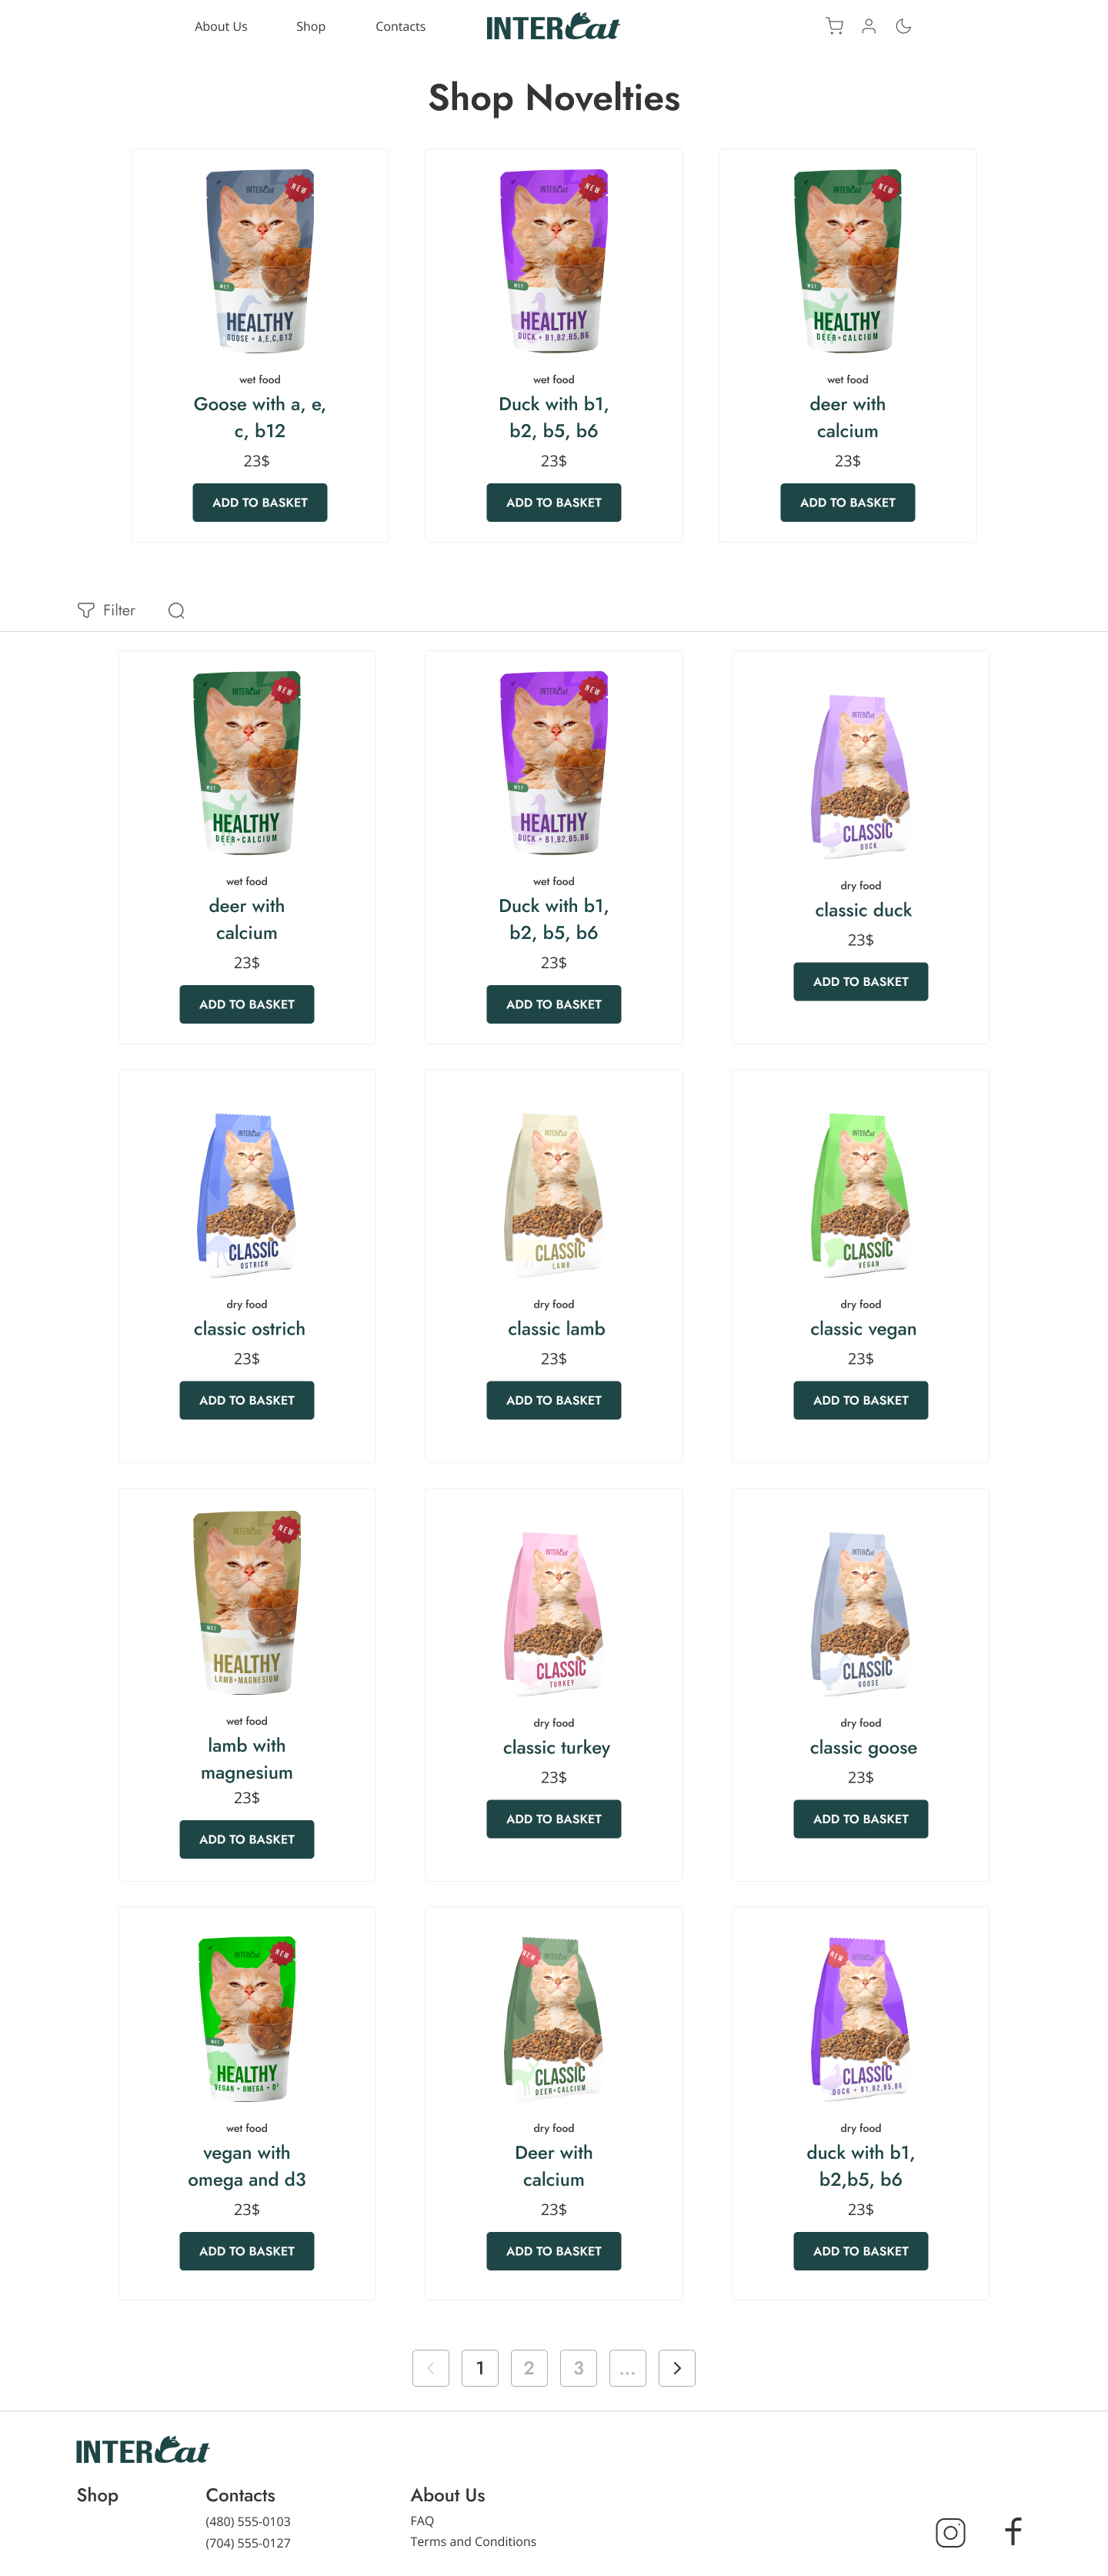 About Us
Shop
Contacts
INTERCat
Shop Novelties
INTERCat
NEW
WET
HEALTHY
GOOSE + A,E,C,B12
wet food
Goose with a, e,
c, b12
23$
ADD TO BASKET
INTERCat
NEW
WET
HEALTHY
DUCK + B1,B2,B5,B6
wet food
Duck with b1,
b2, b5, b6
23$
ADD TO BASKET
INTERCat
NEW
WET
HEALTHY
DEER+CALCIUM
wet food
deer with
calcium
23$
ADD TO BASKET
Filter
INTERCat
NEW
WET
HEALTHY
DEER+CALCIUM
wet food
deer with
calcium
23$
ADD TO BASKET
INTERCat
NEW
WET
HEALTHY
DUCK + B1,B2,B5,B6
wet food
Duck with b1,
b2, b5, b6
23$
ADD TO BASKET
INTERCat
CLASSIC
DUCK
dry food
classic duck
23$
ADD TO BASKET
INTERCat
CLASSIC
OSTRICH
dry food
classic ostrich
23$
ADD TO BASKET
INTERCat
CLASSIC
LAMB
dry food
classic lamb
23$
ADD TO BASKET
INTERCat
CLASSIC
VEGAN
dry food
classic vegan
23$
ADD TO BASKET
INTERCat
NEW
WET
HEALTHY
LAMB+MAGNESIUM
wet food
lamb with
magnesium
23$
ADD TO BASKET
INTERCat
CLASSIC
TURKEY
dry food
classic turkey
23$
ADD TO BASKET
INTERCat
CLASSIC
GOOSE
dry food
classic goose
23$
ADD TO BASKET
INTERCat
NEW
WET
HEALTHY
VEGAN + OMEGA + D³
wet food
vegan with
omega and d3
23$
ADD TO BASKET
NEW
INTERCat
CLASSIC
DEER+CALCIUM
dry food
Deer with
calcium
23$
ADD TO BASKET
NEW
INTERCat
CLASSIC
DUCK + B1,B2,B5,B6
dry food
duck with b1,
b2,b5, b6
23$
ADD TO BASKET
1 2 3 ...
INTERCat
Shop
Contacts
(480) 555-0103
(704) 555-0127
About Us
FAQ
Terms and Conditions